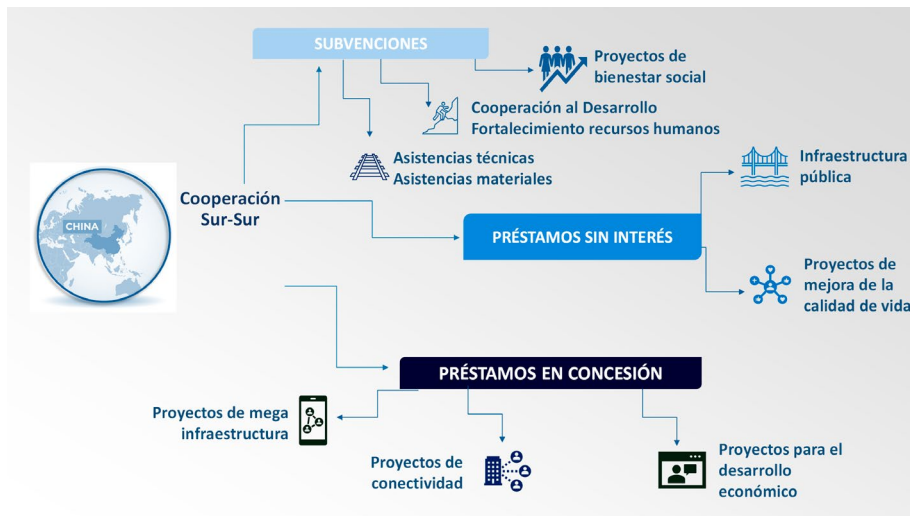 SUBVENCIONES
Proyectos de
bienestar social
Cooperación al Desarrollo
Fortalecimiento recursos humanos
Asistencias técnicas
Asistencias materiales
CHINA
Cooperación
Sur-Sur
PRÉSTAMOS SIN INTERÉS
Infraestructura
pública
Proyectos de
mejora de la
calidad de vida
PRÉSTAMOS EN CONCESIÓN
Proyectos de mega
infraestructura
Proyectos de
conectividad
Proyectos para el
desarrollo
económico